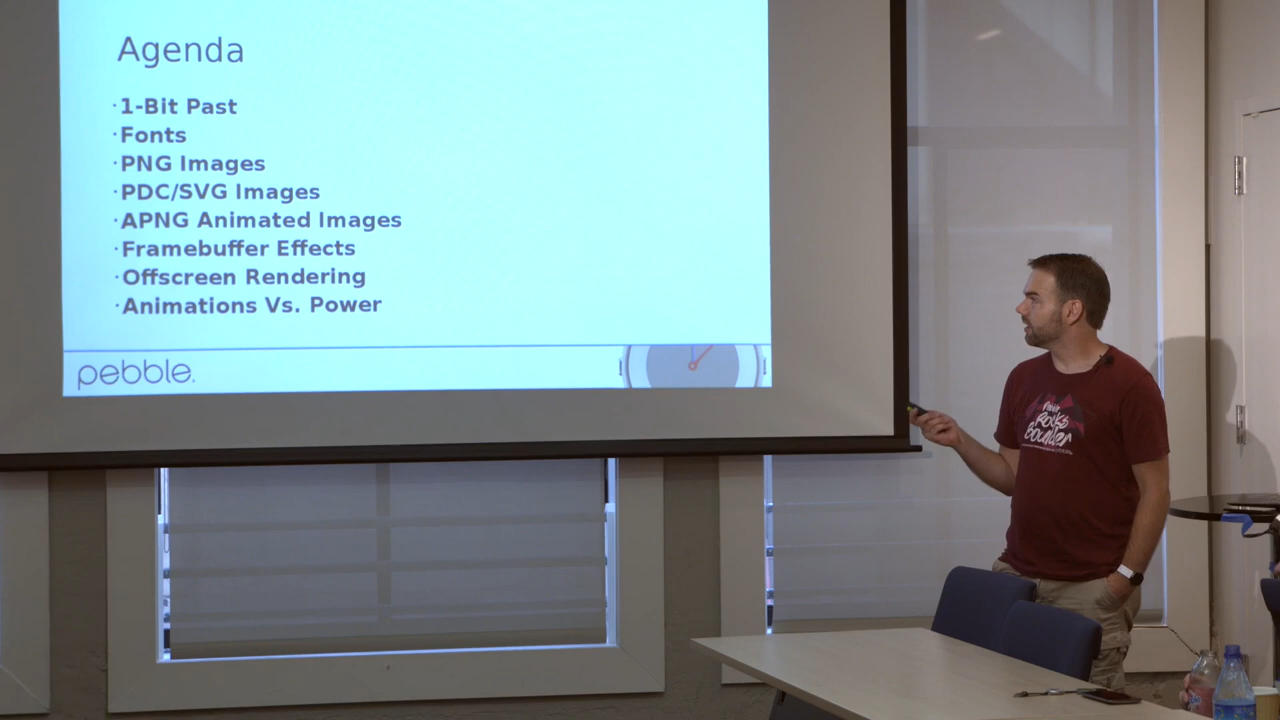 Agenda
·1-Bit Past
·Fonts
·PNG Images
·PDC/SVG Images
·APNG Animated Images
·Framebuffer Effects
·Offscreen Rendering
·Animations Vs. Power
pebble.
Rocks
Boulder